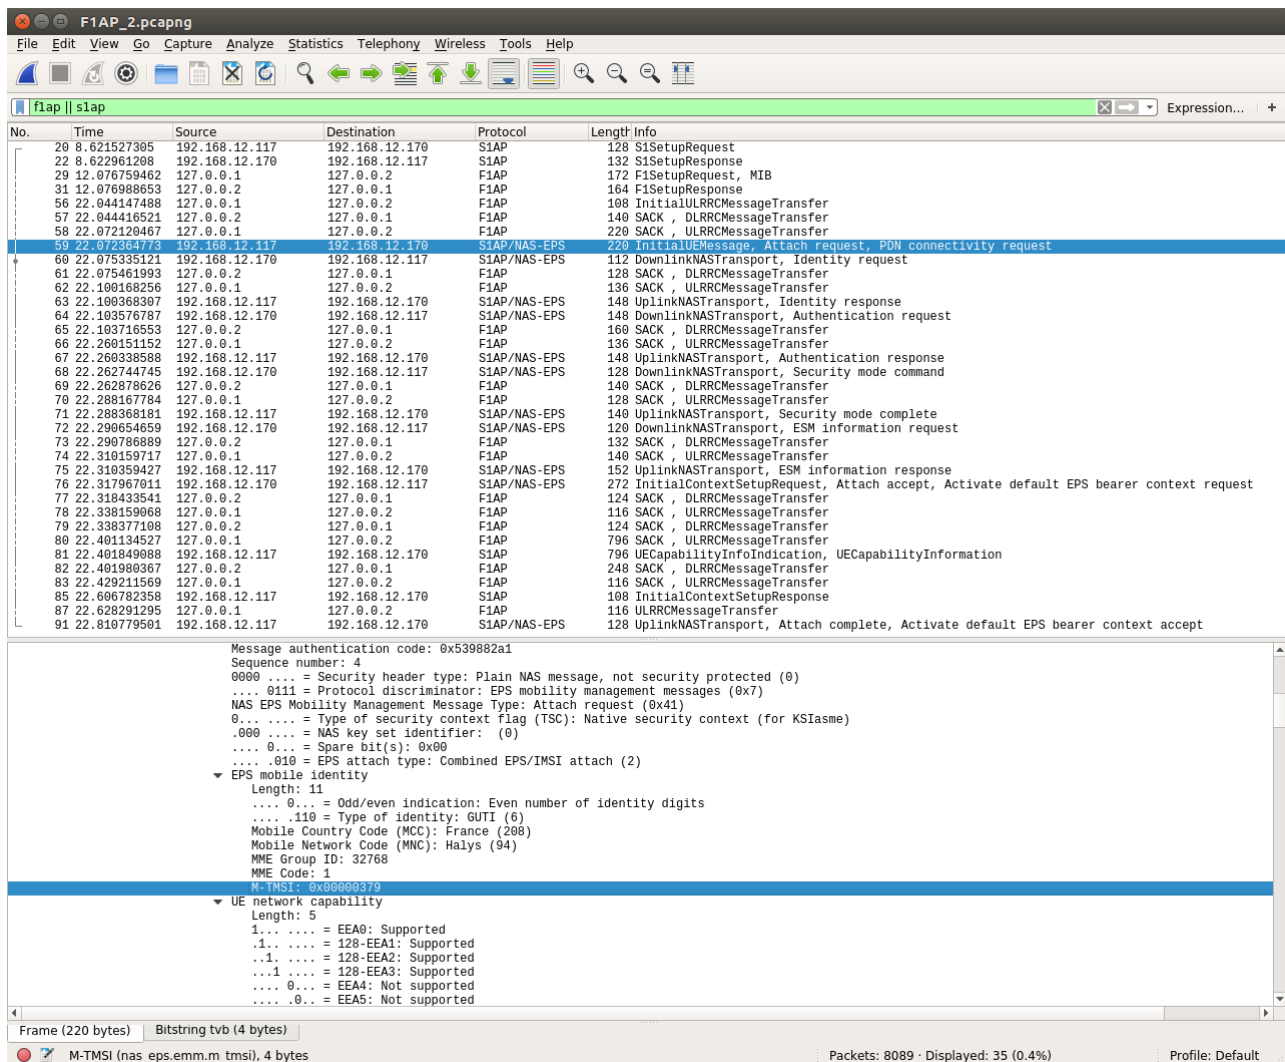 F1AP_2.pcapng
File Edit View Go Capture Analyze Statistics Telephony Wireless Tools Help
f1ap || s1ap Expression... +
No. Time Source Destination Protocol Length Info
20 8.621527305 192.168.12.117 192.168.12.170 S1AP 128 S1SetupRequest
22 8.622961208 192.168.12.170 192.168.12.117 S1AP 132 S1SetupResponse
29 12.076759462 127.0.0.1 127.0.0.2 F1AP 172 F1SetupRequest, MIB
31 12.076988653 127.0.0.2 127.0.0.1 F1AP 164 F1SetupResponse
56 22.044147488 127.0.0.1 127.0.0.2 F1AP 108 InitialULRRCMessageTransfer
57 22.044416521 127.0.0.2 127.0.0.1 F1AP 140 SACK , DLRRCMessageTransfer
58 22.072120467 127.0.0.1 127.0.0.2 F1AP 220 SACK , ULRRCMessageTransfer
59 22.072364773 192.168.12.117 192.168.12.170 S1AP/NAS-EPS 220 InitialUEMessage, Attach request, PDN connectivity request
60 22.075335121 192.168.12.170 192.168.12.117 S1AP/NAS-EPS 112 DownlinkNASTransport, Identity request
61 22.075461993 127.0.0.2 127.0.0.1 F1AP 128 SACK , DLRRCMessageTransfer
62 22.100168256 127.0.0.1 127.0.0.2 F1AP 136 SACK , ULRRCMessageTransfer
63 22.100368307 192.168.12.117 192.168.12.170 S1AP/NAS-EPS 148 UplinkNASTransport, Identity response
64 22.103576787 192.168.12.170 192.168.12.117 S1AP/NAS-EPS 148 DownlinkNASTransport, Authentication request
65 22.103716553 127.0.0.2 127.0.0.1 F1AP 160 SACK , DLRRCMessageTransfer
66 22.260151152 127.0.0.1 127.0.0.2 F1AP 136 SACK , ULRRCMessageTransfer
67 22.260338588 192.168.12.117 192.168.12.170 S1AP/NAS-EPS 148 UplinkNASTransport, Authentication response
68 22.262744745 192.168.12.170 192.168.12.117 S1AP/NAS-EPS 128 DownlinkNASTransport, Security mode command
69 22.262878626 127.0.0.2 127.0.0.1 F1AP 140 SACK , DLRRCMessageTransfer
70 22.288167784 127.0.0.1 127.0.0.2 F1AP 128 SACK , ULRRCMessageTransfer
71 22.288368181 192.168.12.117 192.168.12.170 S1AP/NAS-EPS 140 UplinkNASTransport, Security mode complete
72 22.290654659 192.168.12.170 192.168.12.117 S1AP/NAS-EPS 120 DownlinkNASTransport, ESM information request
73 22.290786889 127.0.0.2 127.0.0.1 F1AP 132 SACK , DLRRCMessageTransfer
74 22.310159717 127.0.0.1 127.0.0.2 F1AP 140 SACK , ULRRCMessageTransfer
75 22.310359427 192.168.12.117 192.168.12.170 S1AP/NAS-EPS 152 UplinkNASTransport, ESM information response
76 22.317967011 192.168.12.170 192.168.12.117 S1AP/NAS-EPS 272 InitialContextSetupRequest, Attach accept, Activate default EPS bearer context request
77 22.318433541 127.0.0.2 127.0.0.1 F1AP 124 SACK , DLRRCMessageTransfer
78 22.338159068 127.0.0.1 127.0.0.2 F1AP 116 SACK , ULRRCMessageTransfer
79 22.338377108 127.0.0.2 127.0.0.1 F1AP 124 SACK , DLRRCMessageTransfer
80 22.401134527 127.0.0.1 127.0.0.2 F1AP 796 SACK , ULRRCMessageTransfer
81 22.401849088 192.168.12.117 192.168.12.170 S1AP 796 UECapabilityInfoIndication, UECapabilityInformation
82 22.401980367 127.0.0.2 127.0.0.1 F1AP 248 SACK , DLRRCMessageTransfer
83 22.429211569 127.0.0.1 127.0.0.2 F1AP 116 SACK , ULRRCMessageTransfer
85 22.606782358 192.168.12.117 192.168.12.170 S1AP 108 InitialContextSetupResponse
87 22.628291295 127.0.0.1 127.0.0.2 F1AP 116 ULRRCMessageTransfer
91 22.810779501 192.168.12.117 192.168.12.170 S1AP/NAS-EPS 128 UplinkNASTransport, Attach complete, Activate default EPS bearer context accept
Message authentication code: 0x539882a1
Sequence number: 4
0000 .... = Security header type: Plain NAS message, not security protected (0)
.... 0111 = Protocol discriminator: EPS mobility management messages (0x7)
NAS EPS Mobility Management Message Type: Attach request (0x41)
0... .... = Type of security context flag (TSC): Native security context (for KSIasme)
.000 .... = NAS key set identifier: (0)
.... 0... = Spare bit(s): 0x00
.... .010 = EPS attach type: Combined EPS/IMSI attach (2)
EPS mobile identity
Length: 11
.... 0... = Odd/even indication: Even number of identity digits
.... .110 = Type of identity: GUTI (6)
Mobile Country Code (MCC): France (208)
Mobile Network Code (MNC): Halys (94)
MME Group ID: 32768
MME Code: 1
M-TMSI: 0x00000379
UE network capability
Length: 5
1... .... = EEA0: Supported
.1.. .... = 128-EEA1: Supported
..1. .... = 128-EEA2: Supported
...1 .... = 128-EEA3: Supported
.... 0... = EEA4: Not supported
.... .0.. = EEA5: Not supported
Frame (220 bytes) Bitstring tvb (4 bytes)
M-TMSI (nas_eps.emm.m_tmsi), 4 bytes Packets: 8089 · Displayed: 35 (0.4%) Profile: Default